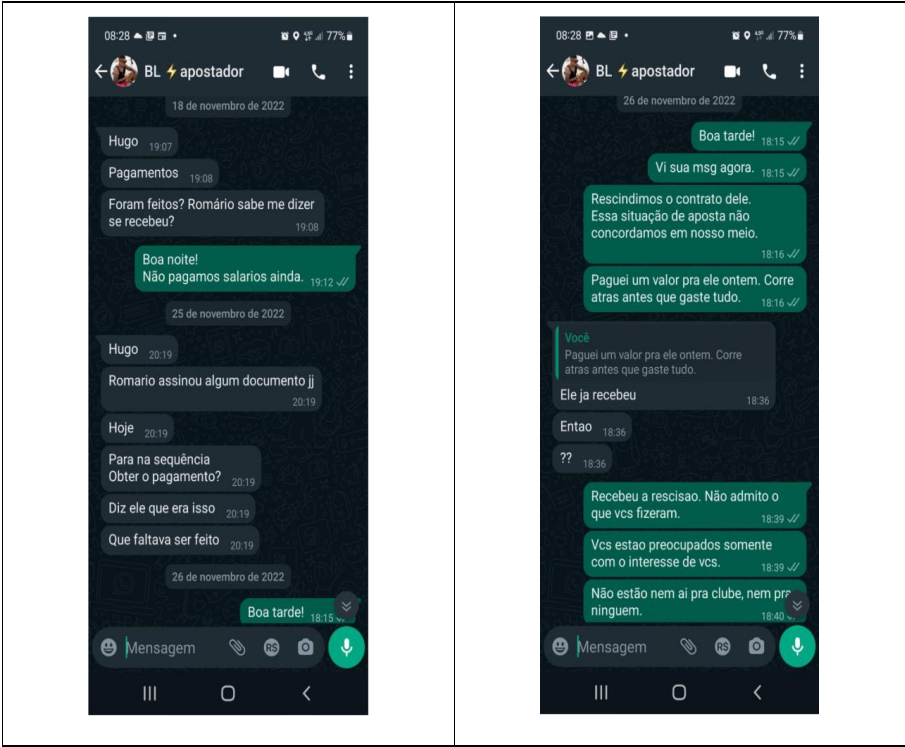 08:28
77%
BL ⚡ apostador
18 de novembro de 2022
Hugo 19:07
Pagamentos 19:08
Foram feitos? Romário sabe me dizer
se recebeu?
19:08
Boa noite!
Não pagamos salarios ainda. 19:12
25 de novembro de 2022
Hugo 20:19
Romario assinou algum documento jj
20:19
Hoje 20:19
Para na sequência
Obter o pagamento? 20:19
Diz ele que era isso 20:19
Que faltava ser feito 20:19
26 de novembro de 2022
Boa tarde! 18:15
Mensagem
R$
08:28
77%
BL ⚡ apostador
26 de novembro de 2022
Boa tarde! 18:15
Vi sua msg agora. 18:15
Rescindimos o contrato dele.
Essa situação de aposta não
concordamos em nosso meio.
18:16
Paguei um valor pra ele ontem. Corre
atras antes que gaste tudo. 18:16
Você
Paguei um valor pra ele ontem. Corre
atras antes que gaste tudo.
Ele ja recebeu 18:36
Entao 18:36
?? 18:36
Recebeu a rescisao. Não admito o
que vcs fizeram. 18:39
Vcs estao preocupados somente
com o interesse de vcs. 18:39
Não estão nem ai pra clube, nem pra
ninguem. 18:40
Mensagem
R$